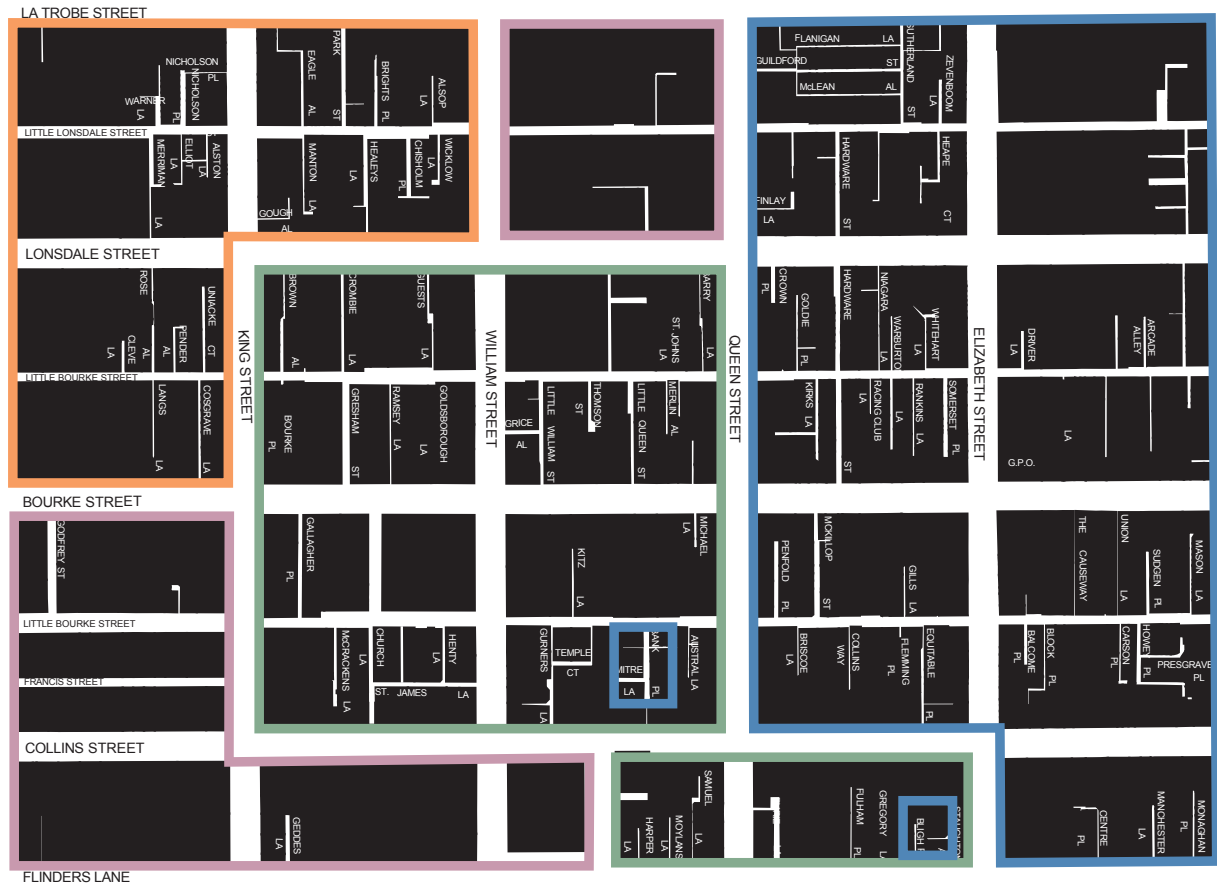 LA TROBE STREET
FLANIGAN LA
SUTHERLAND ST
GUILDFORD ST
McLEAN AL
ZEVENBOOM LA
NICHOLSON PL
NICHOLSON PL
WARNER LA
EAGLE AL
PARK ST
BRIGHTS PL
ALSOP LA
LITTLE LONSDALE STREET
MERRIMAN LA
ELLIOT LA
ALSTON LA
MANTON LA
HEALEYS LA
CHISHOLM PL
WICKLOW LA
GOUGH AL
HARDWARE ST
HEAPE CT
FINLAY LA
LONSDALE STREET
ROSE AL
CLEVE LA
PENDER AL
UNIACKE CT
KING STREET
BROWN AL
CROMBIE LA
GUESTS LA
WILLIAM STREET
ST. JOHNS LA
LA
QUEEN STREET
CROWN PL
GOLDIE PL
HARDWARE
NIAGARA LA
WARBURTON
WHITEHART LA
ELIZABETH STREET
DRIVER LA
ARCADE ALLEY
LITTLE BOURKE STREET
LANGS LA
COSGRAVE LA
BOURKE PL
GRESHAM ST
RAMSEY LA
GOLDSBOROUGH LA
GRICE AL
LITTLE WILLIAM ST
THOMSON ST
LITTLE QUEEN ST
MERLIN AL
KIRKS LA
ST
RACING CLUB LA
LA
RANKINS LA
SOMERSET PL
LA
G.P.O.
BOURKE STREET
GODFREY ST
GALLAGHER PL
KITZ LA
MICHAEL LA
PENFOLD PL
MCKILLOP ST
GILLS LA
THE CAUSEWAY
UNION LA
SUDGEN PL
MASON LA
LITTLE BOURKE STREET
McCRACKENS LA
CHURCH
LA
HENTY LA
ST. JAMES LA
GURNERS LA
TEMPLE CT
MITRE LA
BANK PL
AUSTRAL LA
BRISCOE LA
COLLINS WAY
FLEMMING PL
EQUITABLE PL
BALCOME PL
BLOCK PL
CARSON PL
HOWEY PL
PRESGRAVE PL
FRANCIS STREET
COLLINS STREET
GEDDES LA
HARPER LA
MOYLANS LA
SAMUEL LA
FULHAM PL
GREGORY
BLIGH
STAUGHTON
CENTRE PL
MANCHESTER LA
MONAGHAN PL
FLINDERS LANE